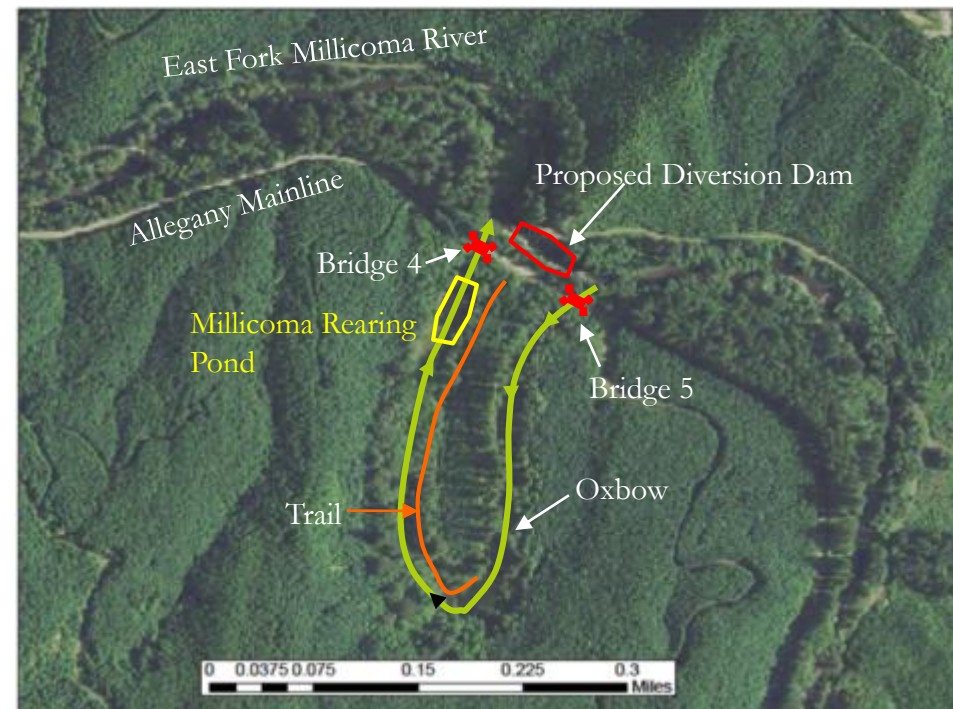 East Fork Millicoma River
Allegany Mainline
Proposed Diversion Dam
Bridge 4
Millicoma Rearing
Pond
Bridge 5
Oxbow
Trail
0 0.0375 0.075 0.15 0.225 0.3
Miles